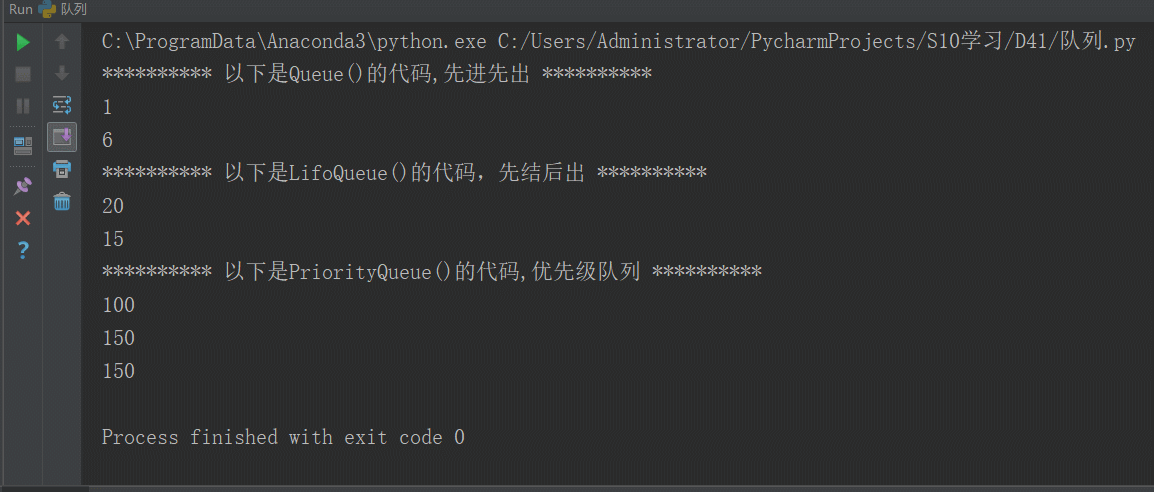 Run 队列
C:\ProgramData\Anaconda3\python.exe C:/Users/Administrator/PycharmProjects/S10学习/D41/队列.py
********** 以下是Queue()的代码,先进先出 **********
1
6
********** 以下是LifoQueue()的代码，先结后出 **********
20
15
********** 以下是PriorityQueue()的代码,优先级队列 **********
100
150
150
Process finished with exit code 0